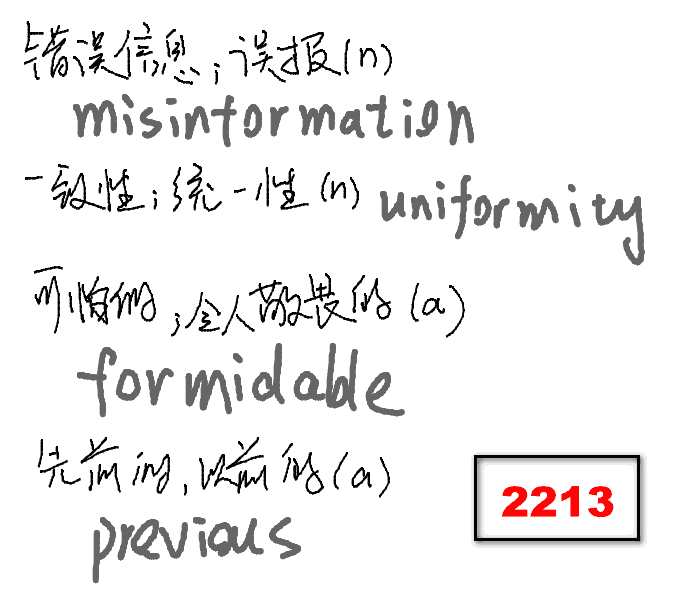 错误信息;误报(n)
misinformation
一致性;统一性(n) uniformity
可怕的;令人敬畏的(a)
formidable
先前的,以前的(a)
previous
2213